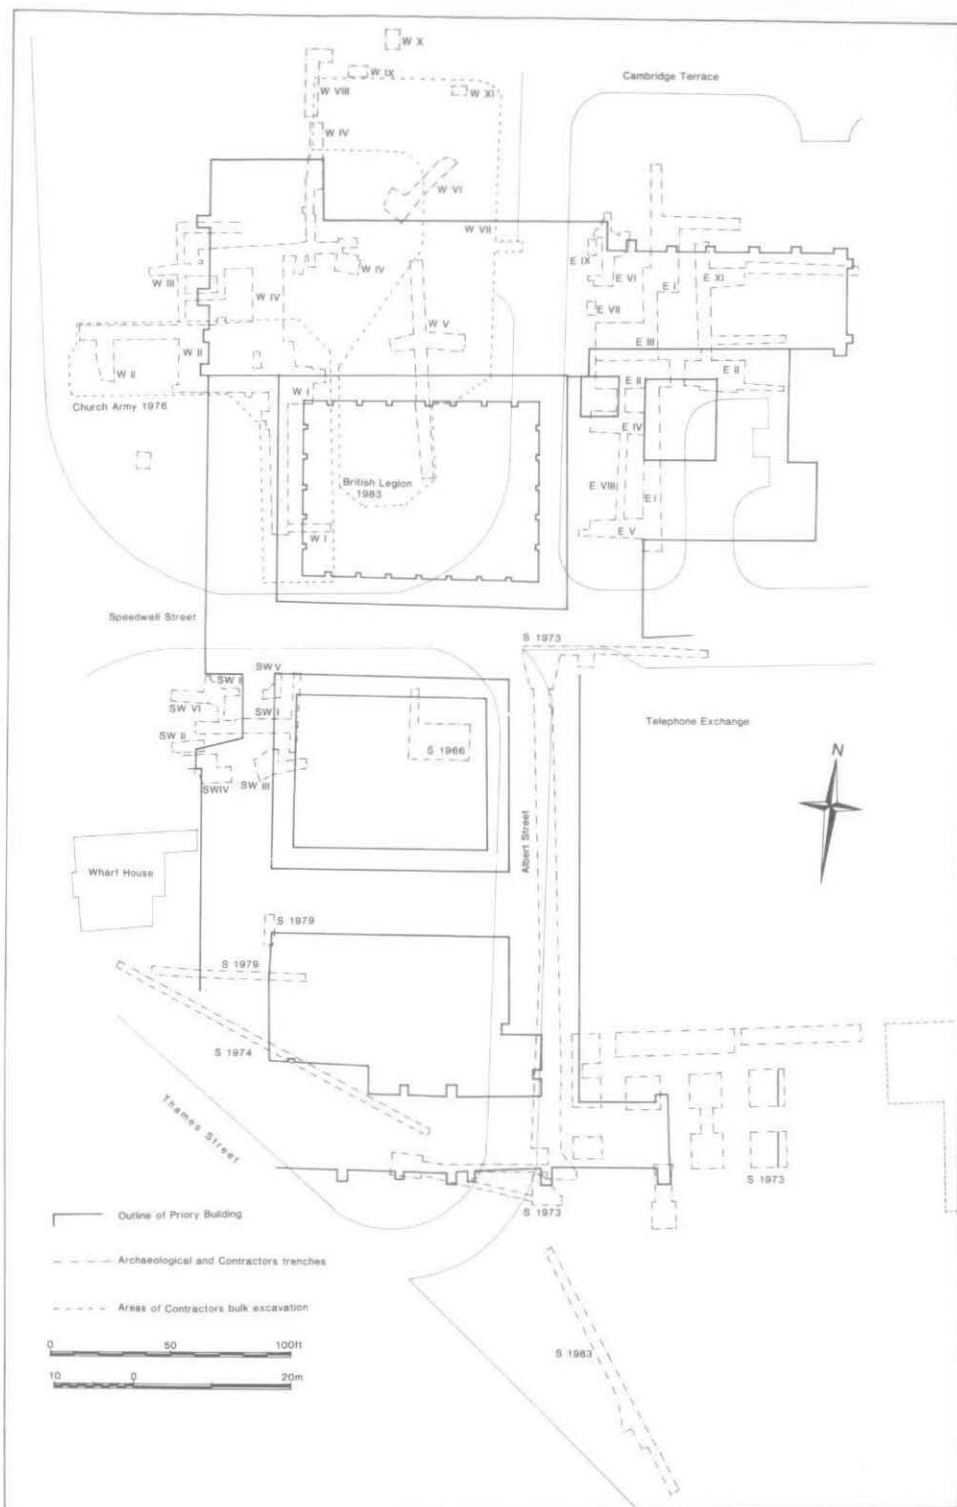 W X
Cambridge Terrace
W IX
W VIII
W XI
W IV
W VI
W VII
W IV
E IX
W III
E VI
E I
E XI
W IV
E VII
W V
W II
E III
W II
E II
E II
W I
Church Army 1976
E IV
British Legion
1983
E VIII
E I
W I
E V
Speedwell Street
S 1973
SW V
SW I
SW VI
SW I
Telephone Exchange
SW II
S 1966
N
SW III
SWIV
Albert Street
Wharf House
S 1979
S 1979
S 1974
Thames Street
S 1973
S 1973
Outline of Priory Building
Archaeological and Contractors trenches
Areas of Contractors bulk excavation
0 50 100ft
10 0 20m
S 1983